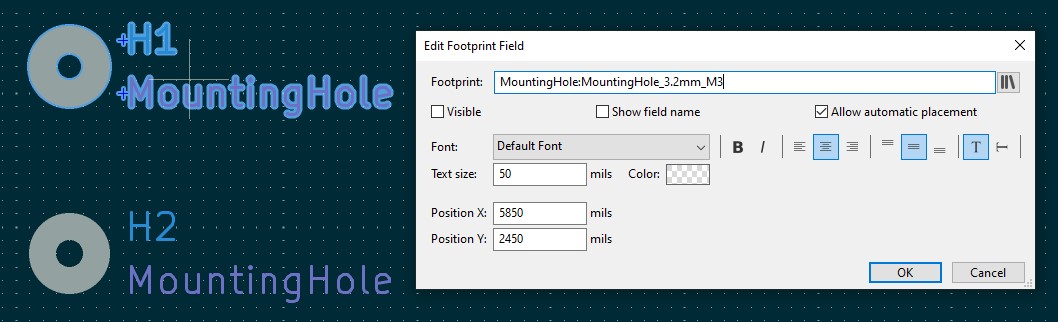 H1
MountingHole
H2
MountingHole
Edit Footprint Field
Footprint: MountingHole:MountingHole_3.2mm_M3
Visible Show field name Allow automatic placement
Font: Default Font B I T T
Text size: 50 mils Color:
Position X: 5850 mils
Position Y: 2450 mils
OK Cancel